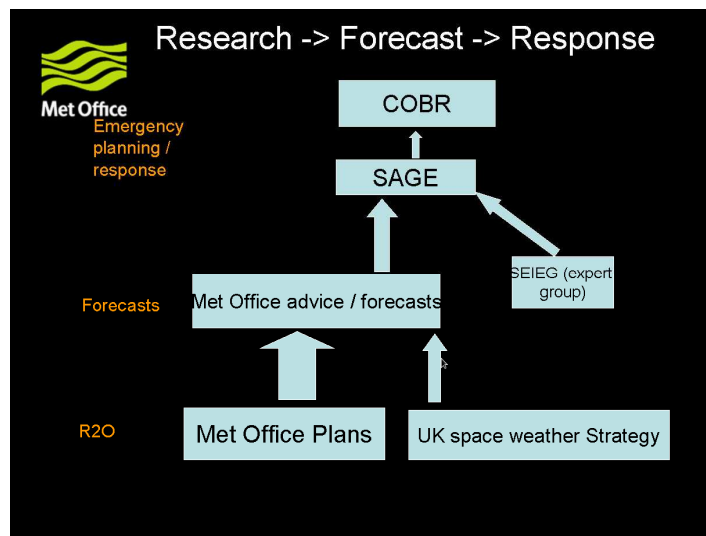 Research -> Forecast -> Response
Met Office
COBR
Emergency
planning /
response
SAGE
SEIEG (expert
group)
Met Office advice / forecasts
Forecasts
Met Office Plans
UK space weather Strategy
R2O